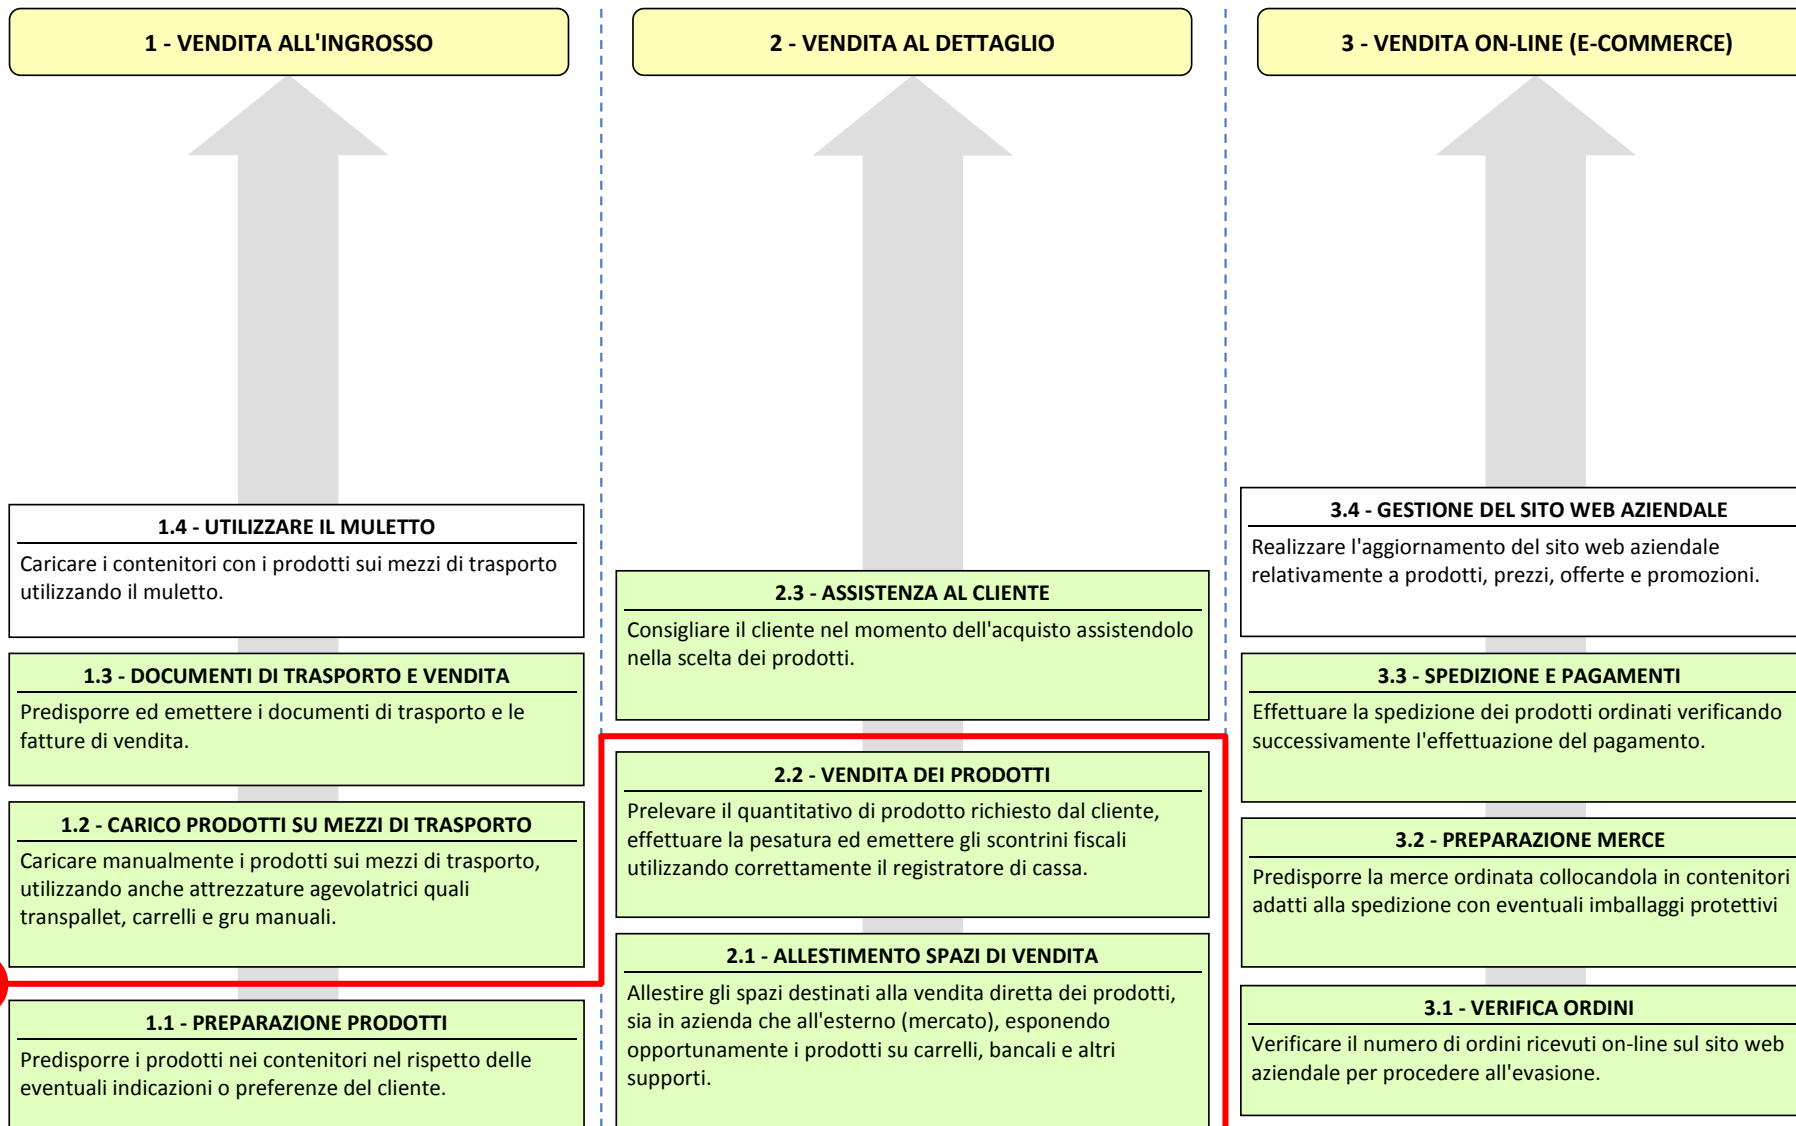 1 - VENDITA ALL'INGROSSO
2 - VENDITA AL DETTAGLIO
3 - VENDITA ON-LINE (E-COMMERCE)
1.4 - UTILIZZARE IL MULETTO
Caricare i contenitori con i prodotti sui mezzi di trasporto
utilizzando il muletto.
1.3 - DOCUMENTI DI TRASPORTO E VENDITA
Predisporre ed emettere i documenti di trasporto e le
fatture di vendita.
1.2 - CARICO PRODOTTI SU MEZZI DI TRASPORTO
Caricare manualmente i prodotti sui mezzi di trasporto,
utilizzando anche attrezzature agevolatrici quali
transpallet, carrelli e gru manuali.
1.1 - PREPARAZIONE PRODOTTI
Predisporre i prodotti nei contenitori nel rispetto delle
eventuali indicazioni o preferenze del cliente.
2.3 - ASSISTENZA AL CLIENTE
Consigliare il cliente nel momento dell'acquisto assistendolo
nella scelta dei prodotti.
2.2 - VENDITA DEI PRODOTTI
Prelevare il quantitativo di prodotto richiesto dal cliente,
effettuare la pesatura ed emettere gli scontrini fiscali
utilizzando correttamente il registratore di cassa.
2.1 - ALLESTIMENTO SPAZI DI VENDITA
Allestire gli spazi destinati alla vendita diretta dei prodotti,
sia in azienda che all'esterno (mercato), esponendo
opportunamente i prodotti su carrelli, bancali e altri
supporti.
3.4 - GESTIONE DEL SITO WEB AZIENDALE
Realizzare l'aggiornamento del sito web aziendale
relativamente a prodotti, prezzi, offerte e promozioni.
3.3 - SPEDIZIONE E PAGAMENTI
Effettuare la spedizione dei prodotti ordinati verificando
successivamente l'effettuazione del pagamento.
3.2 - PREPARAZIONE MERCE
Predisporre la merce ordinata collocandola in contenitori
adatti alla spedizione con eventuali imballaggi protettivi
3.1 - VERIFICA ORDINI
Verificare il numero di ordini ricevuti on-line sul sito web
aziendale per procedere all'evasione.